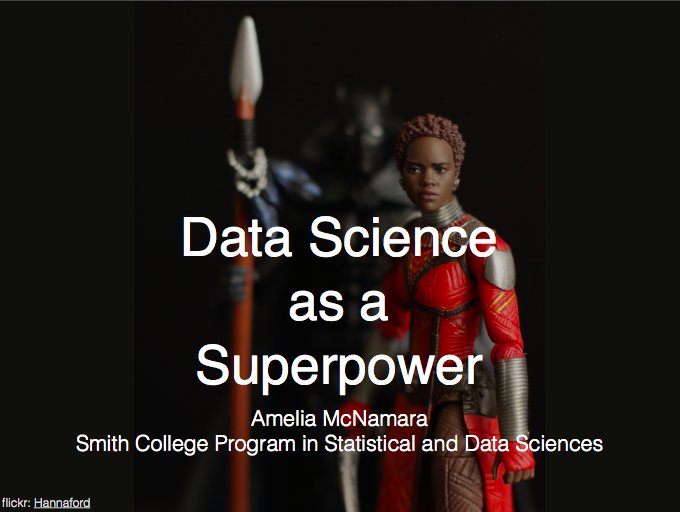 Data Science
as a
Superpower
Amelia McNamara
Smith College Program in Statistical and Data Sciences
flickr: Hannaford